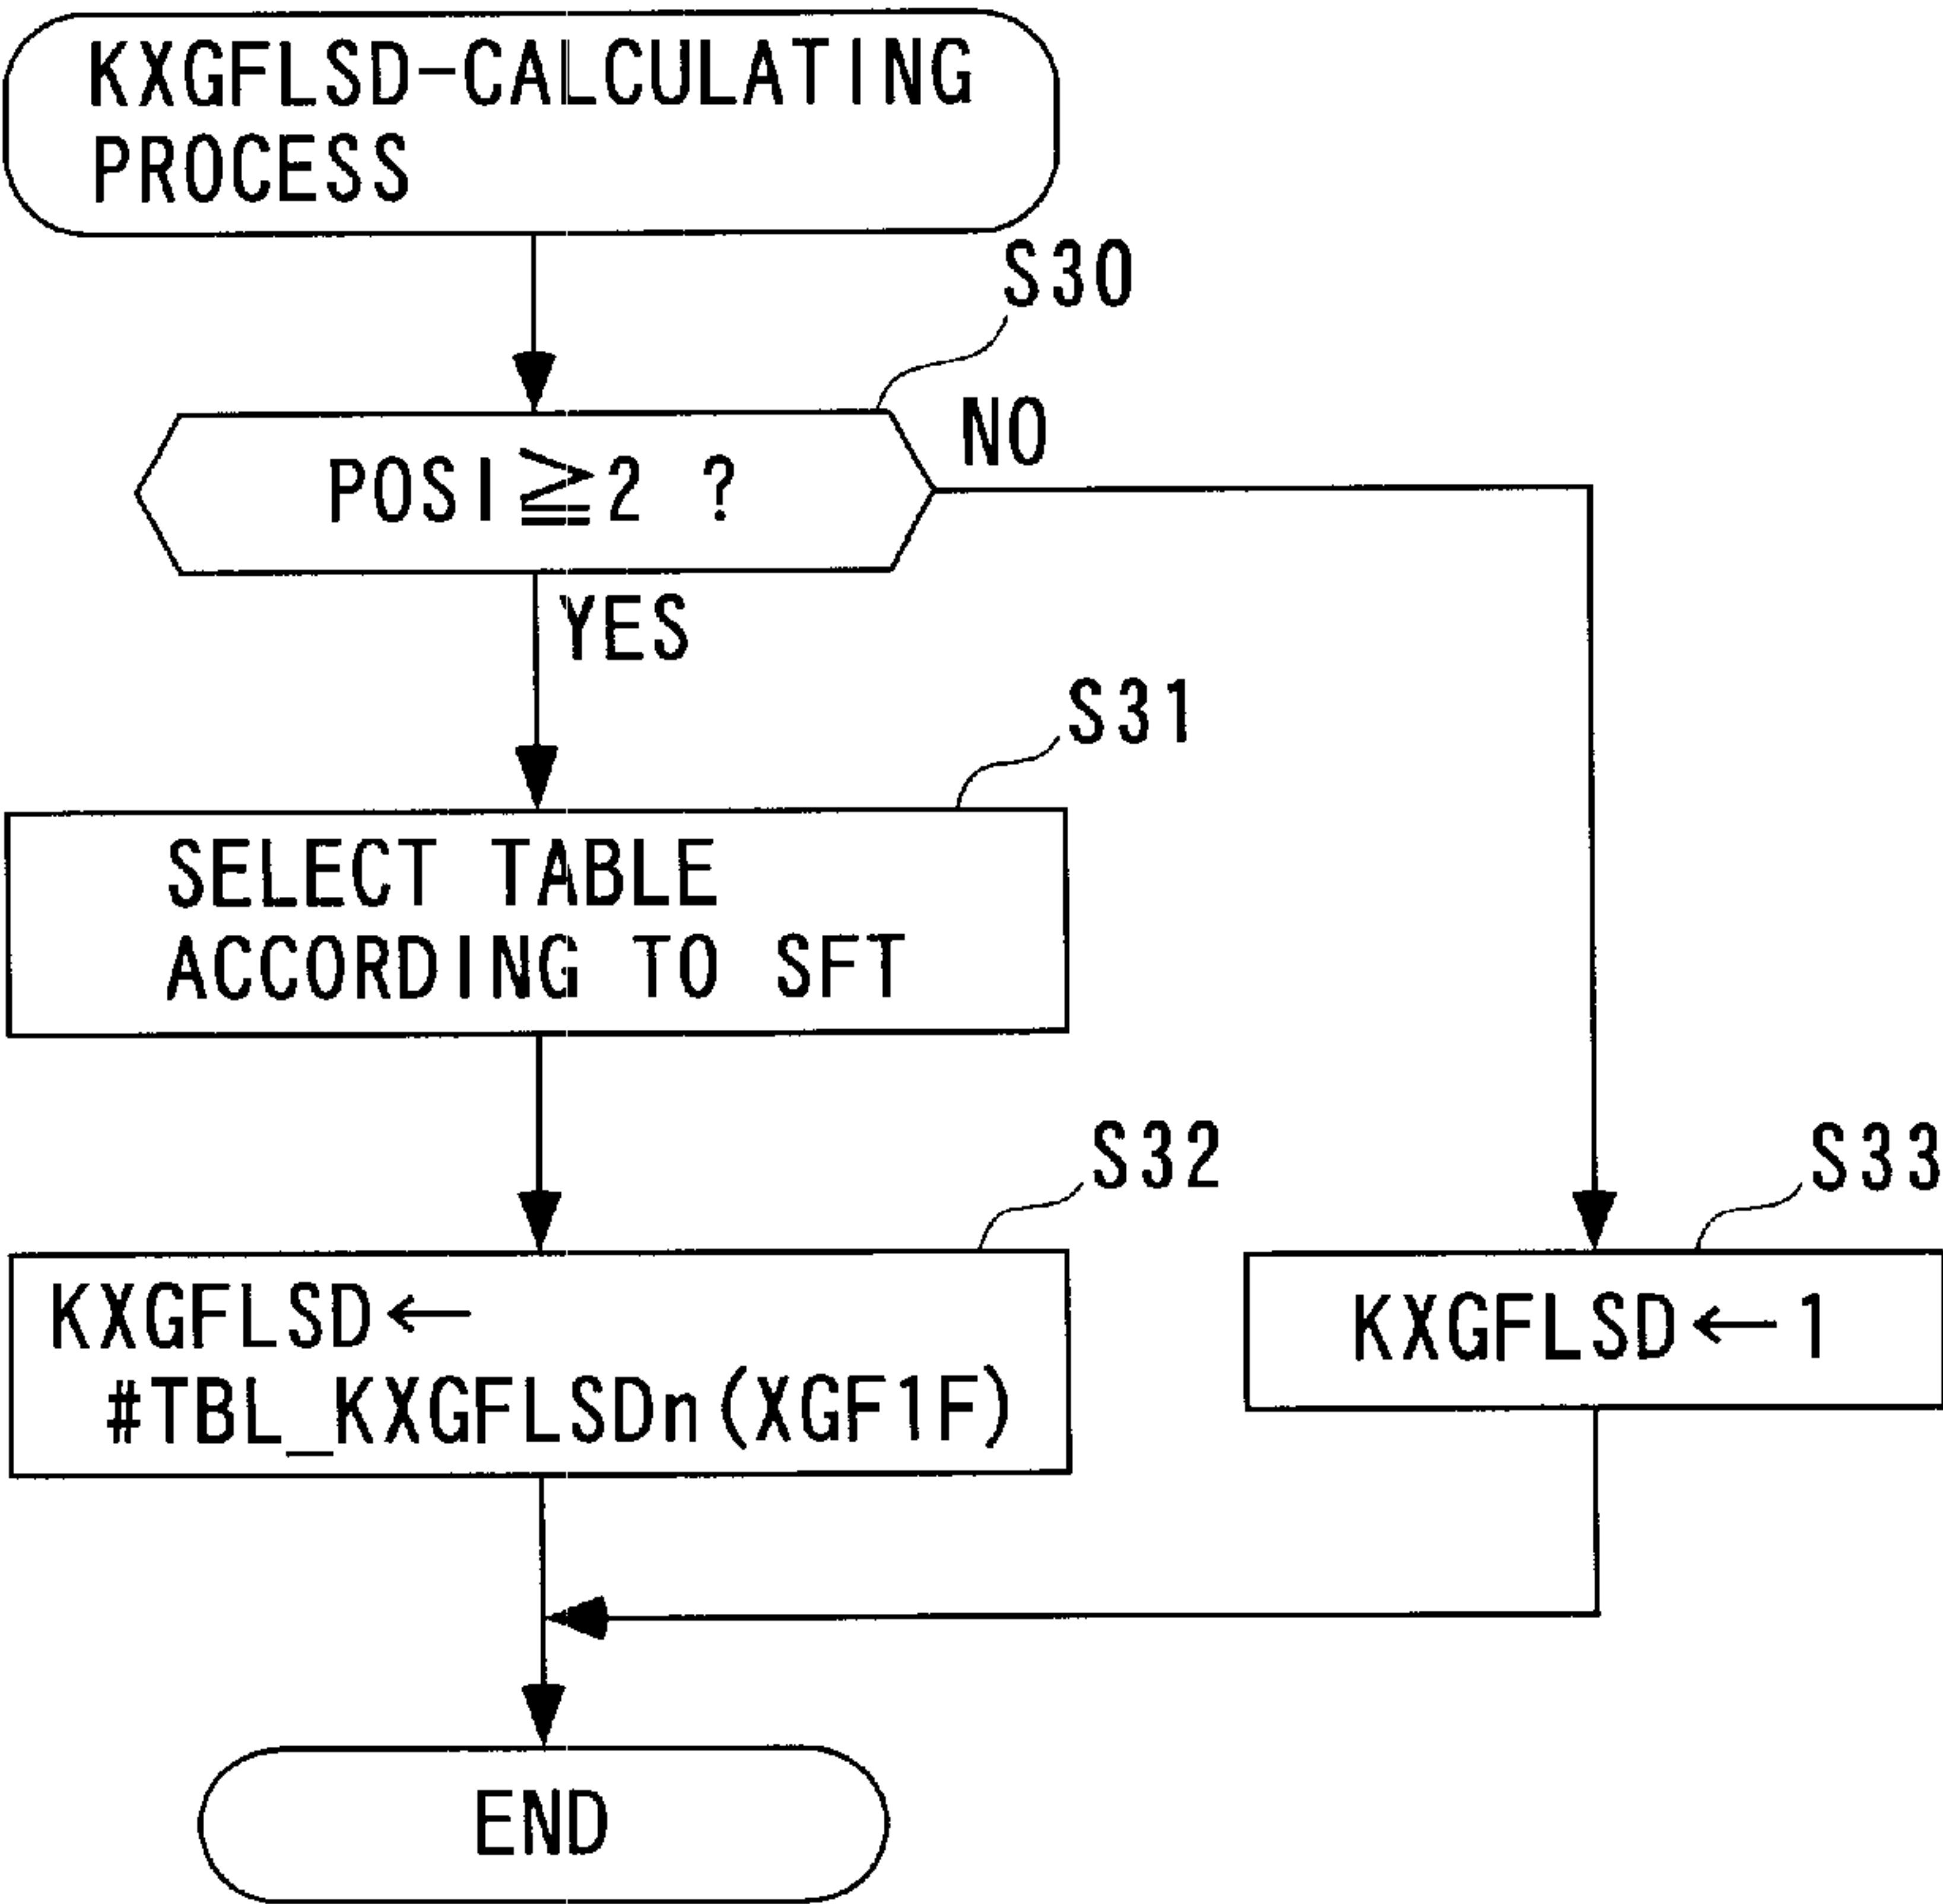 KXGFLSD-CALCULATING
PROCESS
S30
POSI≧2 ?
NO
YES
S31
SELECT TABLE
ACCORDING TO SFT
S32
KXGFLSD←
#TBL_KXGFLSDn(XGF1F)
S33
KXGFLSD←1
END